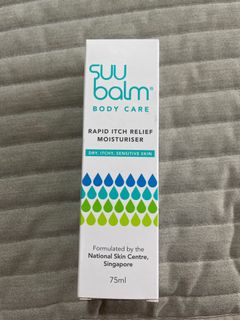 suu
balm®
BODY CARE
RAPID ITCH RELIEF
MOISTURISER
DRY, ITCHY, SENSITIVE SKIN
Formulated by the
National Skin Centre,
Singapore
75ml